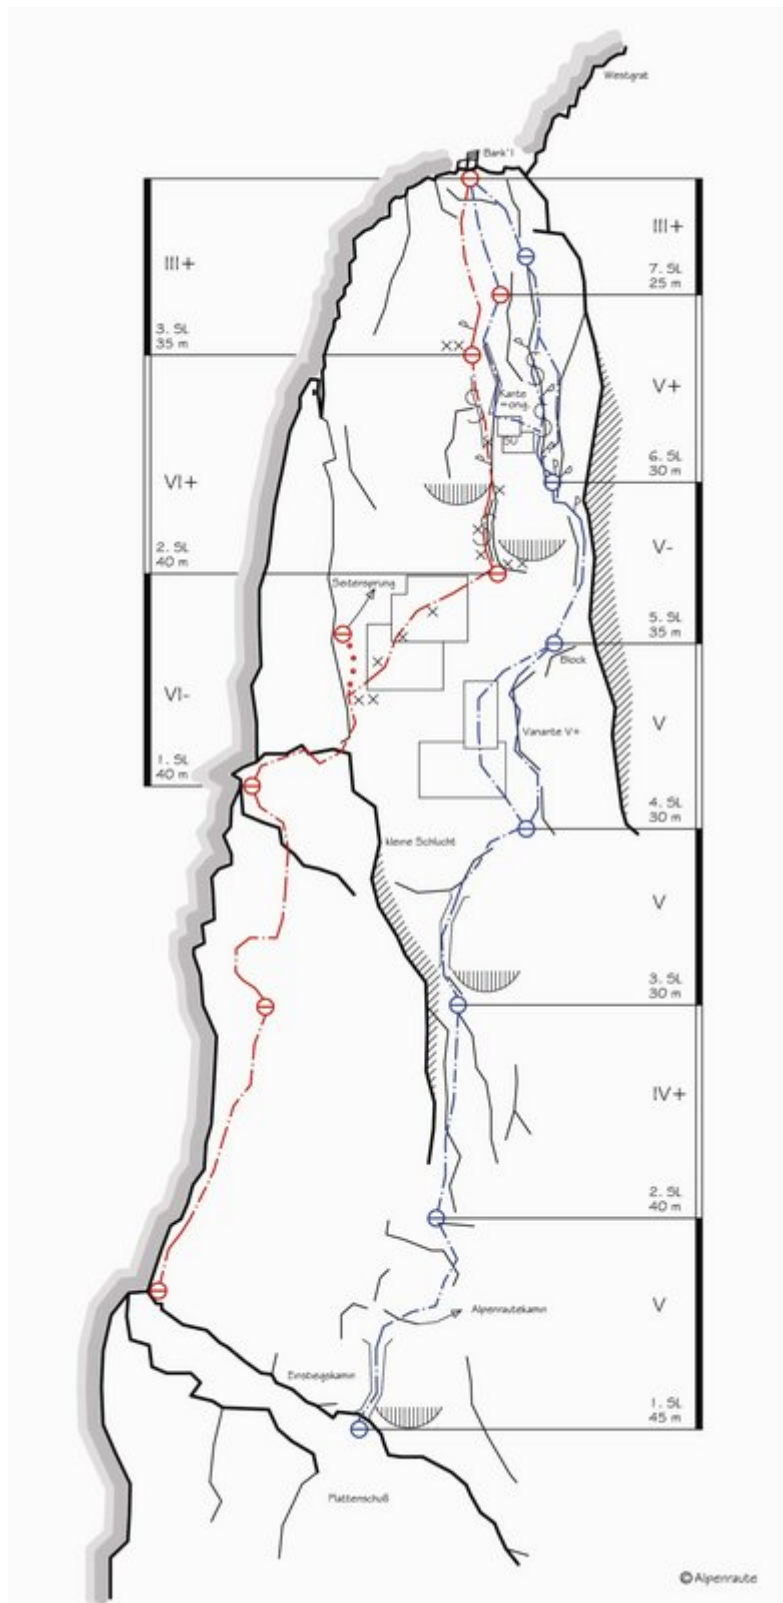 Westgrat
Bank'l
III+
III+
7. SL
25 m
3. SL
35 m
V+
Kante
VI+
6. SL
30 m
V-
2. SL
40 m
Seitensprung
5. SL
35 m
Block
VI-
V
Variante V+
1. SL
40 m
4. SL
30 m
kleine Schlucht
V
3. SL
30 m
IV+
2. SL
40 m
V
Alpenrautekamin
Einstiegskamin
1. SL
45 m
Plattenschuß
©Alpenraute